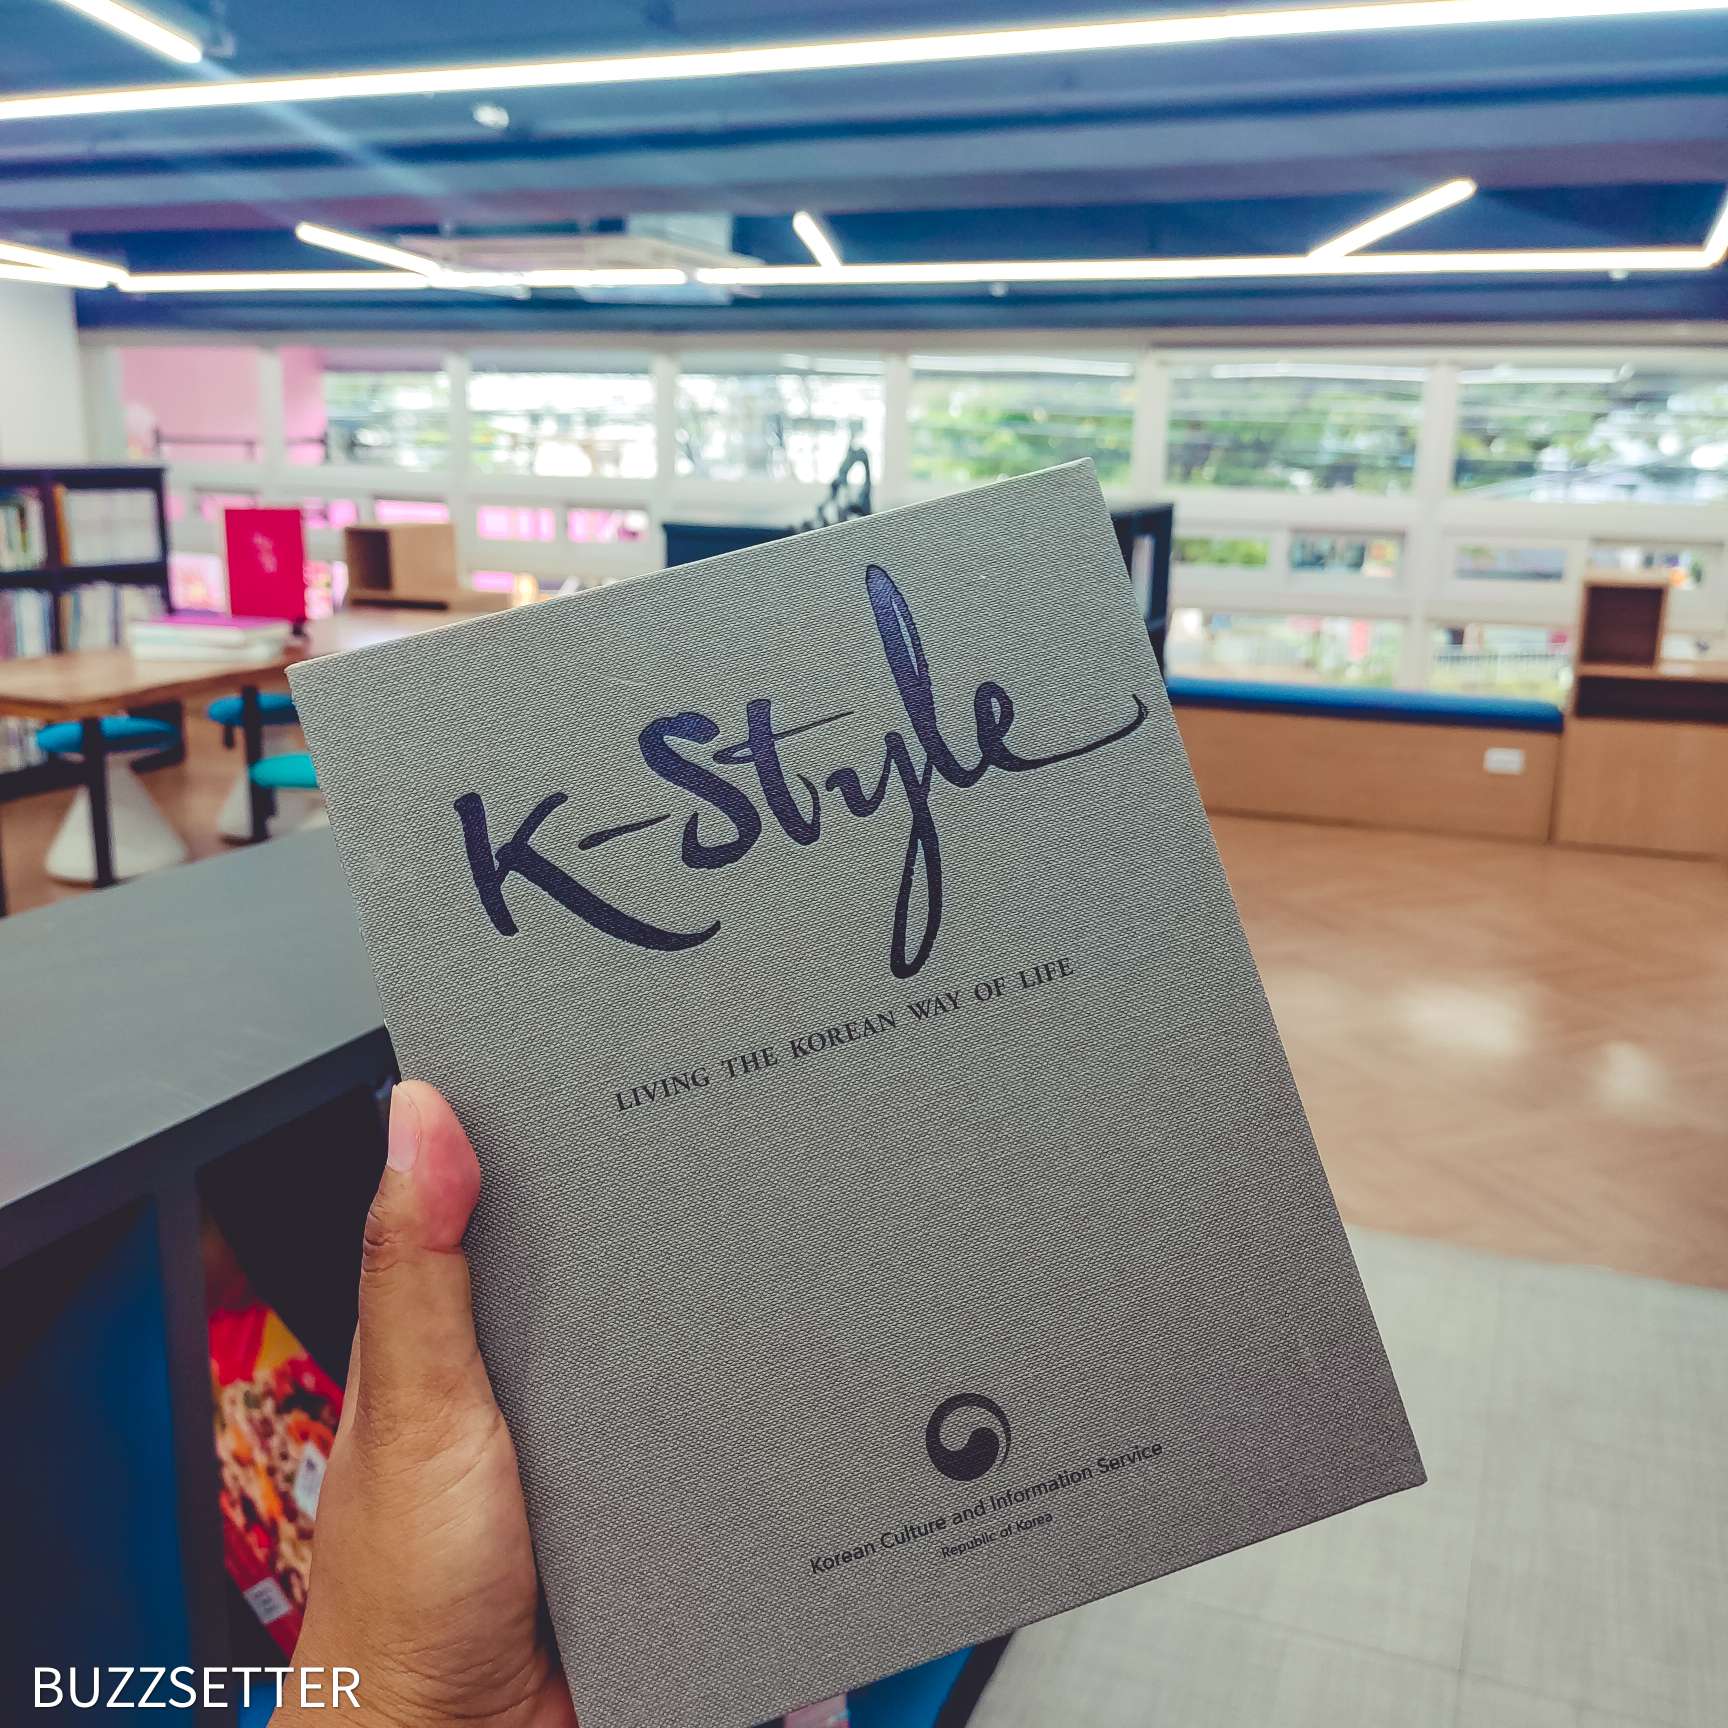 K-Style
LIVING THE KOREAN WAY OF LIFE
Korean Culture and Information Service
Republic of Korea
BUZZSETTER